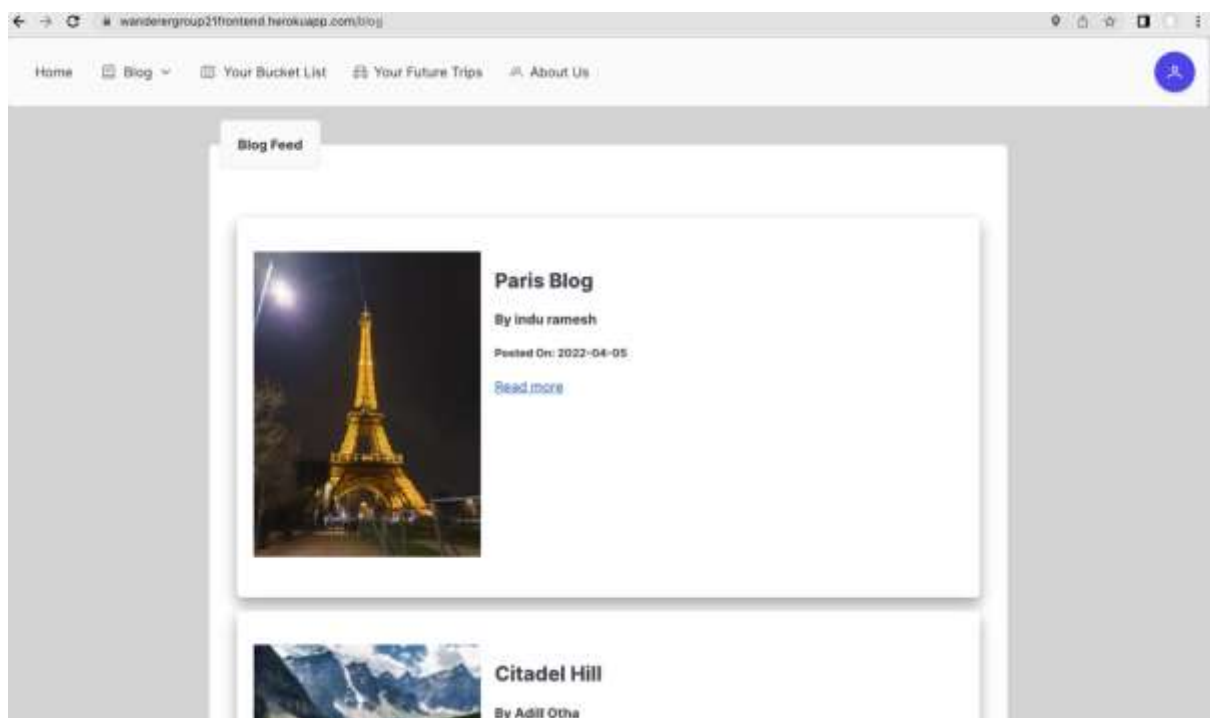 wanderergroup21frontend.herokuapp.com/blog
Home Blog Your Bucket List Your Future Trips About Us
Blog Feed
Paris Blog
By indu ramesh
Posted On: 2022-04-05
Read more
Citadel Hill
By Adill Otha